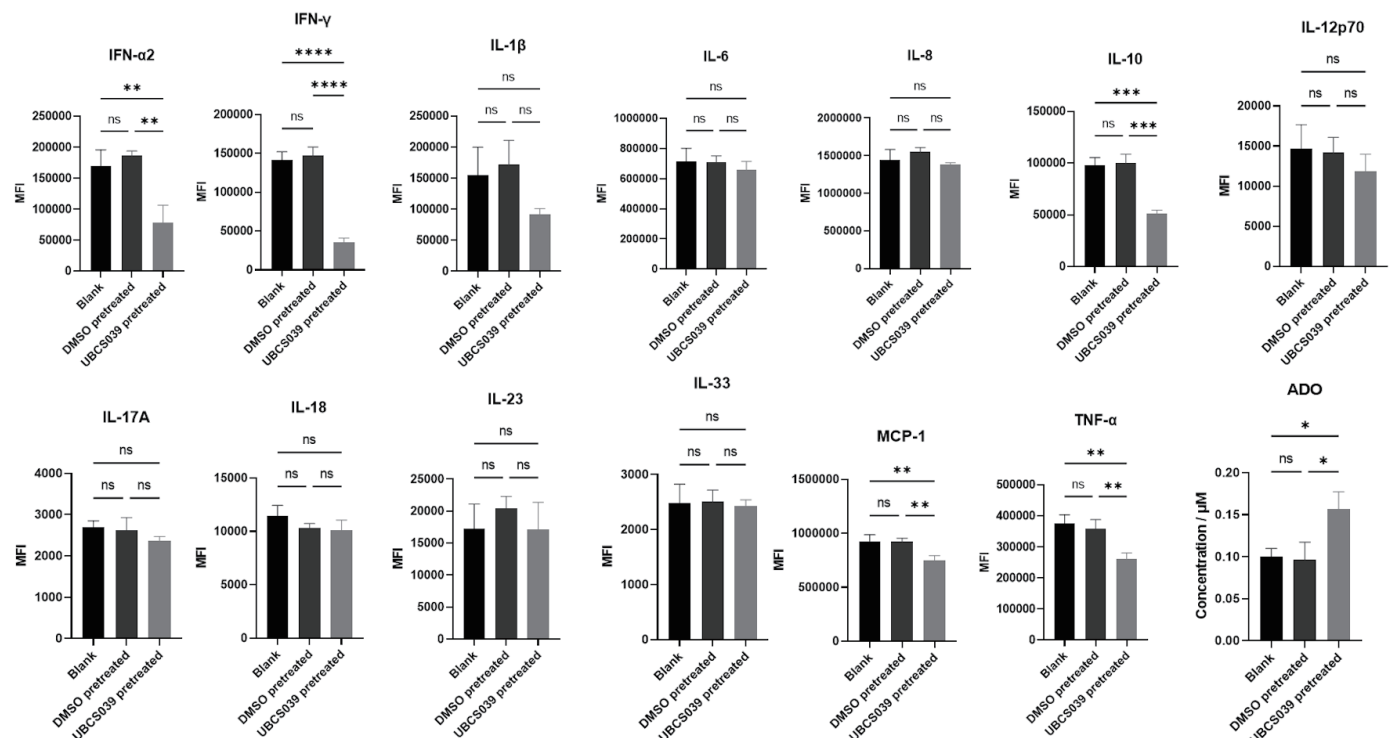 IFN-α2
** 
ns **
MFI
250000
200000
150000
100000
50000
0
Blank
DMSO pretreated
UBCS039 pretreated
IFN-γ
****
ns ****
MFI
200000
150000
100000
50000
0
Blank
DMSO pretreated
UBCS039 pretreated
IL-1β
ns
ns ns
MFI
250000
200000
150000
100000
50000
0
Blank
DMSO pretreated
UBCS039 pretreated
IL-6
ns
ns ns
MFI
1000000
800000
600000
400000
200000
0
Blank
DMSO pretreated
UBCS039 pretreated
IL-8
ns
ns ns
MFI
2000000
1500000
1000000
500000
0
Blank
DMSO pretreated
UBCS039 pretreated
IL-10
***
ns ***
MFI
150000
100000
50000
0
Blank
DMSO pretreated
UBCS039 pretreated
IL-12p70
ns
ns ns
MFI
20000
15000
10000
5000
0
Blank
DMSO pretreated
UBCS039 pretreated
IL-17A
ns
ns ns
MFI
4000
3000
2000
1000
0
Blank
DMSO pretreated
UBCS039 pretreated
IL-18
ns
ns ns
MFI
15000
10000
5000
0
Blank
DMSO pretreated
UBCS039 pretreated
IL-23
ns
ns ns
MFI
25000
20000
15000
10000
5000
0
Blank
DMSO pretreated
UBCS039 pretreated
IL-33
ns
ns ns
MFI
3000
2000
1000
0
Blank
DMSO pretreated
UBCS039 pretreated
MCP-1
**
ns **
MFI
1500000
1000000
500000
0
Blank
DMSO pretreated
UBCS039 pretreated
TNF-α
**
ns **
MFI
500000
400000
300000
200000
100000
0
Blank
DMSO pretreated
UBCS039 pretreated
ADO
*
ns *
Concentration / μM
0.20
0.15
0.10
0.05
0.00
Blank
DMSO pretreated
UBCS039 pretreated